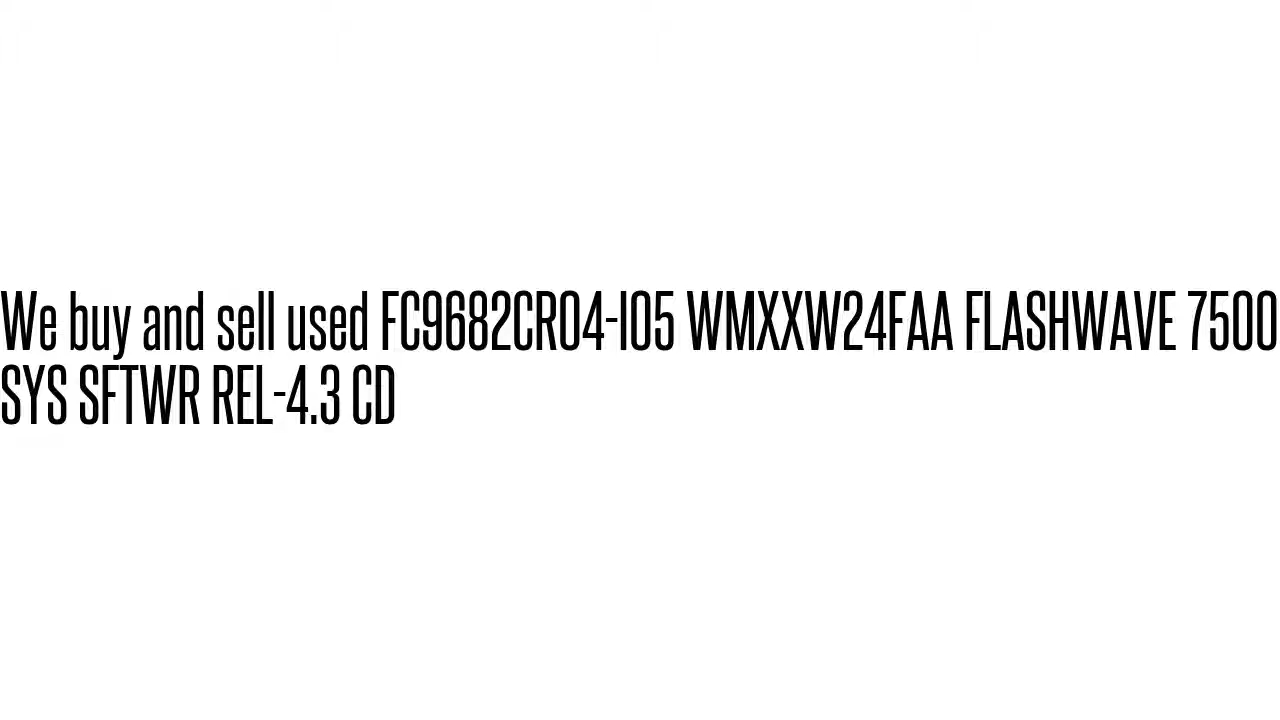 We buy and sell used FC9682CR04-I05 WMXXW24FAA FLASHWAVE 7500
SYS SFTWR REL-4.3 CD